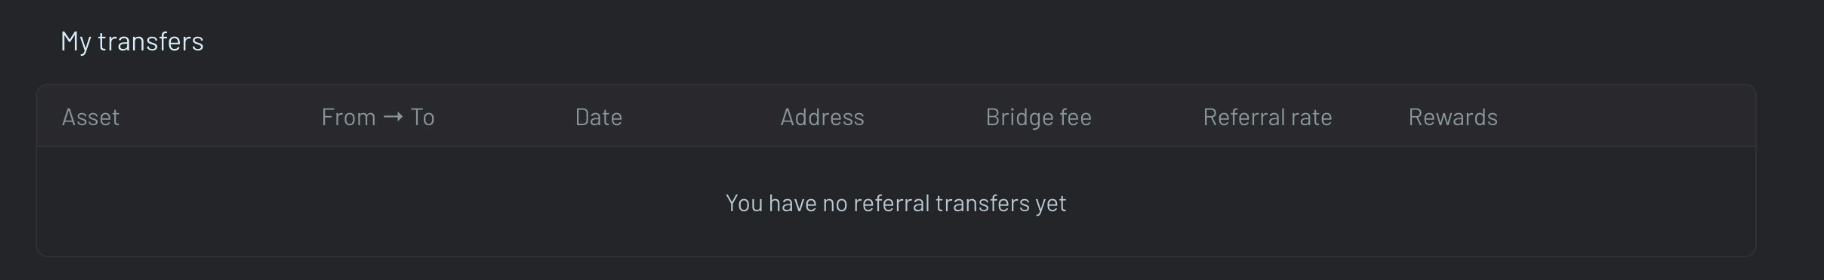 My transfers
Asset From → To Date Address Bridge fee Referral rate Rewards
You have no referral transfers yet